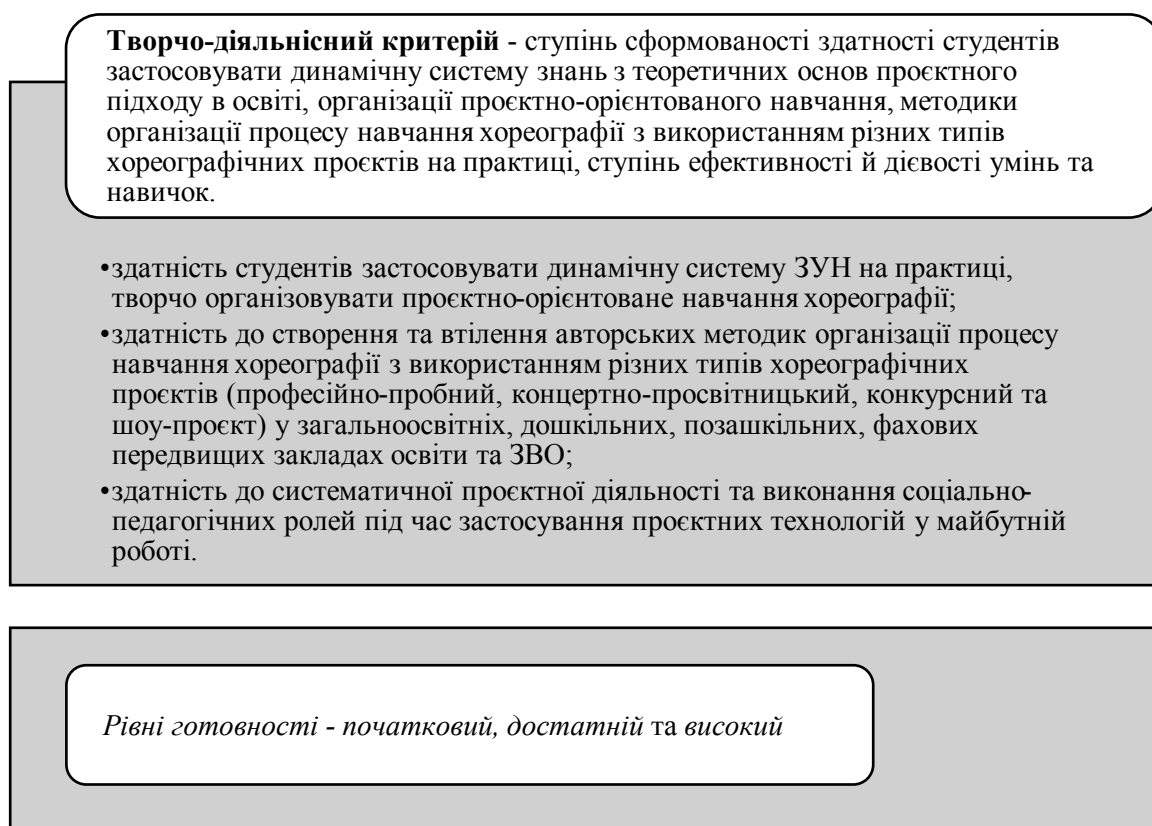 Творчо-діяльнісний критерій - ступінь сформованості здатності студентів
застосовувати динамічну систему знань з теоретичних основ проєктного
підходу в освіті, організації проєктно-орієнтованого навчання, методики
організації процесу навчання хореографії з використанням різних типів
хореографічних проєктів на практиці, ступінь ефективності й дієвості умінь та
навичок.
•здатність студентів застосовувати динамічну систему ЗУН на практиці,
творчо організовувати проєктно-орієнтоване навчання хореографії;
•здатність до створення та втілення авторських методик організації процесу
навчання хореографії з використанням різних типів хореографічних
проєктів (професійно-пробний, концертно-просвітницький, конкурсний та
шоу-проєкт) у загальноосвітніх, дошкільних, позашкільних, фахових
передвищих закладах освіти та ЗВО;
•здатність до систематичної проєктної діяльності та виконання соціально-
педагогічних ролей під час застосування проєктних технологій у майбутній
роботі.
Рівні готовності - початковий, достатній та високий